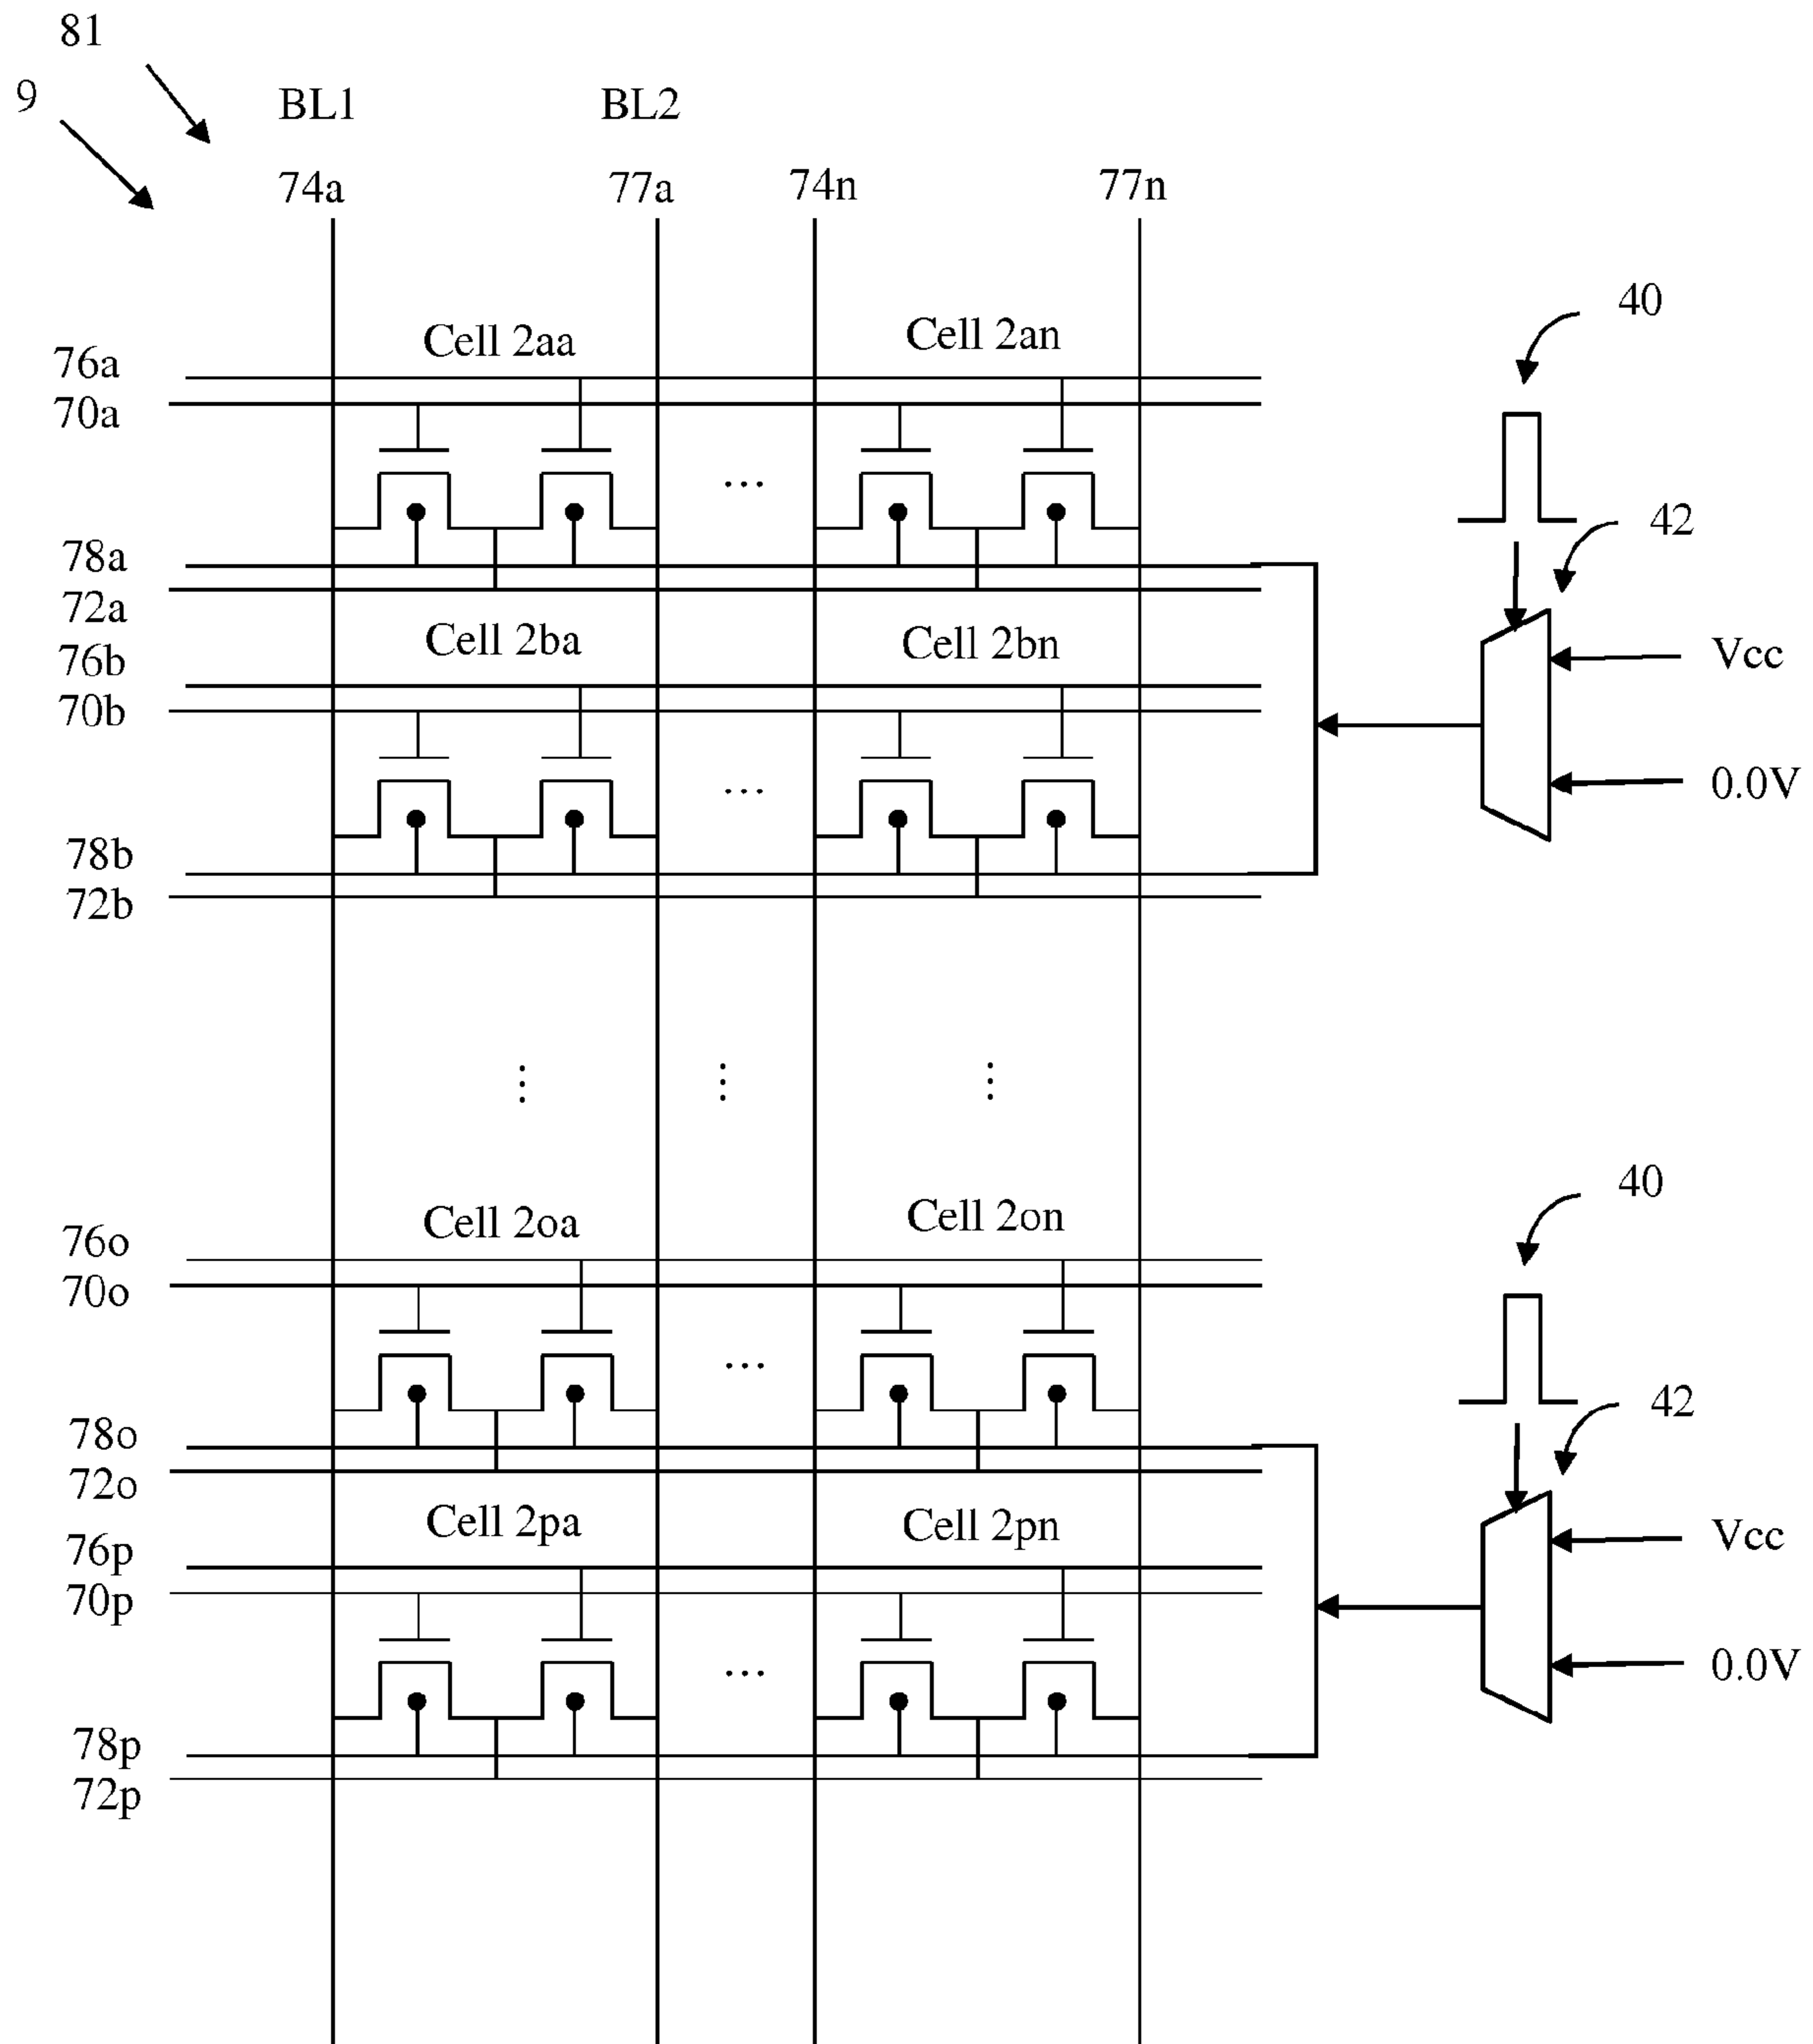 81
9
BL1 BL2
74a 77a 74n 77n
40
Cell 2aa Cell 2an
76a
70a
...
42
78a
72a
Cell 2ba Cell 2bn
76b
Vcc
70b
0.0V
...
78b
72b
40
Cell 2oa Cell 2on
76o
70o
...
42
78o
72o
Cell 2pa Cell 2pn
76p
Vcc
70p
0.0V
...
78p
72p